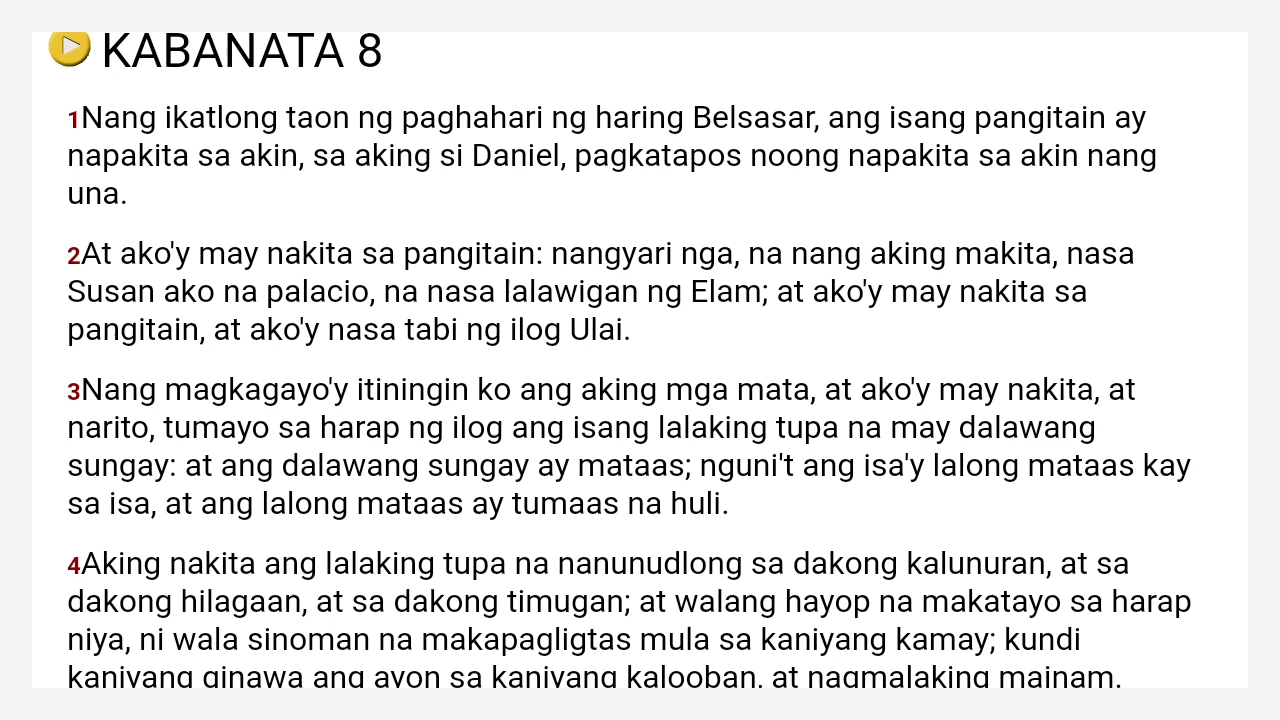 KABANATA 8
1Nang ikatlong taon ng paghahari ng haring Belsasar, ang isang pangitain ay
napakita sa akin, sa aking si Daniel, pagkatapos noong napakita sa akin nang
una.
2At ako'y may nakita sa pangitain: nangyari nga, na nang aking makita, nasa
Susan ako na palacio, na nasa lalawigan ng Elam; at ako'y may nakita sa
pangitain, at ako'y nasa tabi ng ilog Ulai.
3Nang magkagayo'y itiningin ko ang aking mga mata, at ako'y may nakita, at
narito, tumayo sa harap ng ilog ang isang lalaking tupa na may dalawang
sungay: at ang dalawang sungay ay mataas; nguni't ang isa'y lalong mataas kay
sa isa, at ang lalong mataas ay tumaas na huli.
4Aking nakita ang lalaking tupa na nanunudlong sa dakong kalunuran, at sa
dakong hilagaan, at sa dakong timugan; at walang hayop na makatayo sa harap
niya, ni wala sinoman na makapagligtas mula sa kaniyang kamay; kundi
kaniyang ginawa ang ayon sa kaniyang kalooban, at nagmalaking mainam.